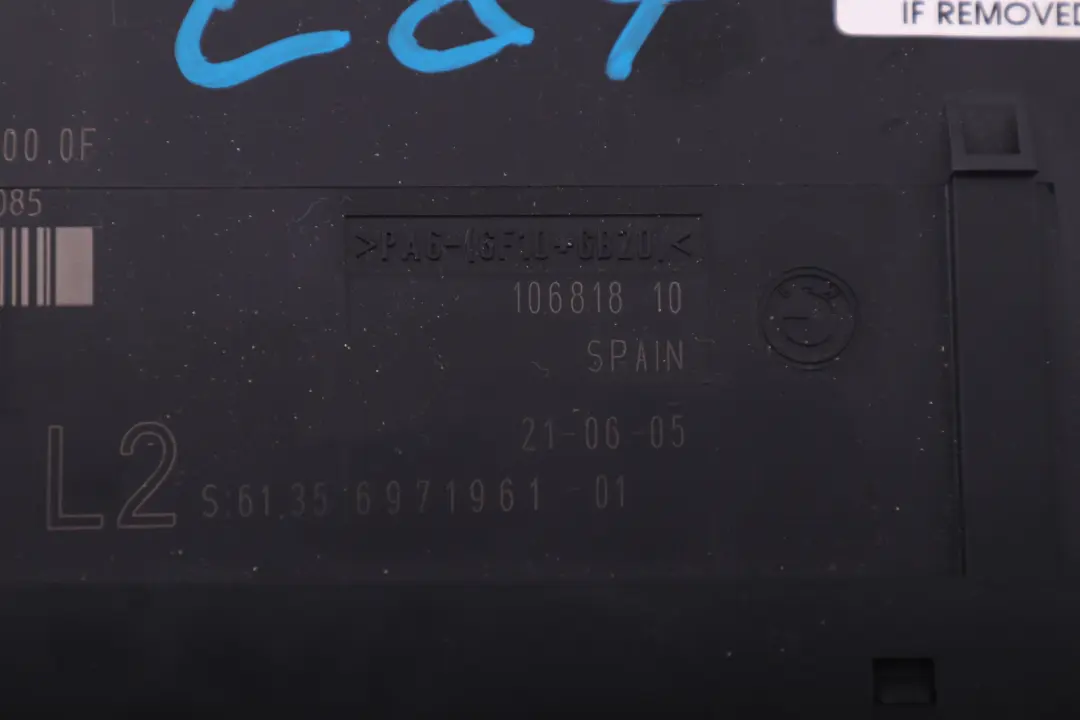 IF REMOVED
00.0F
085
>PA6-(GF10+GB20)<
106818 10
SPAIN
21-06-05
L2
S:61.35 6971961 - 01